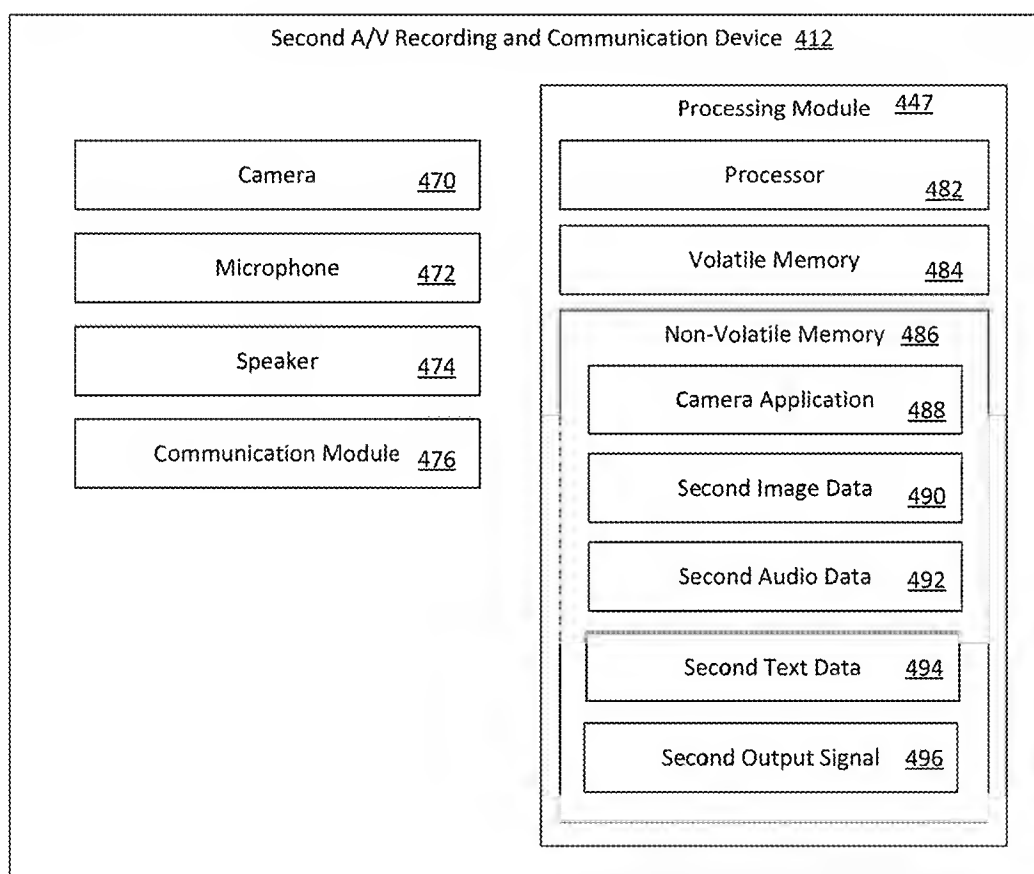 Second A/V Recording and Communication Device 412
Camera 470
Microphone 472
Speaker 474
Communication Module 476
Processing Module 447
Processor 482
Volatile Memory 484
Non-Volatile Memory 486
Camera Application 488
Second Image Data 490
Second Audio Data 492
Second Text Data 494
Second Output Signal 496